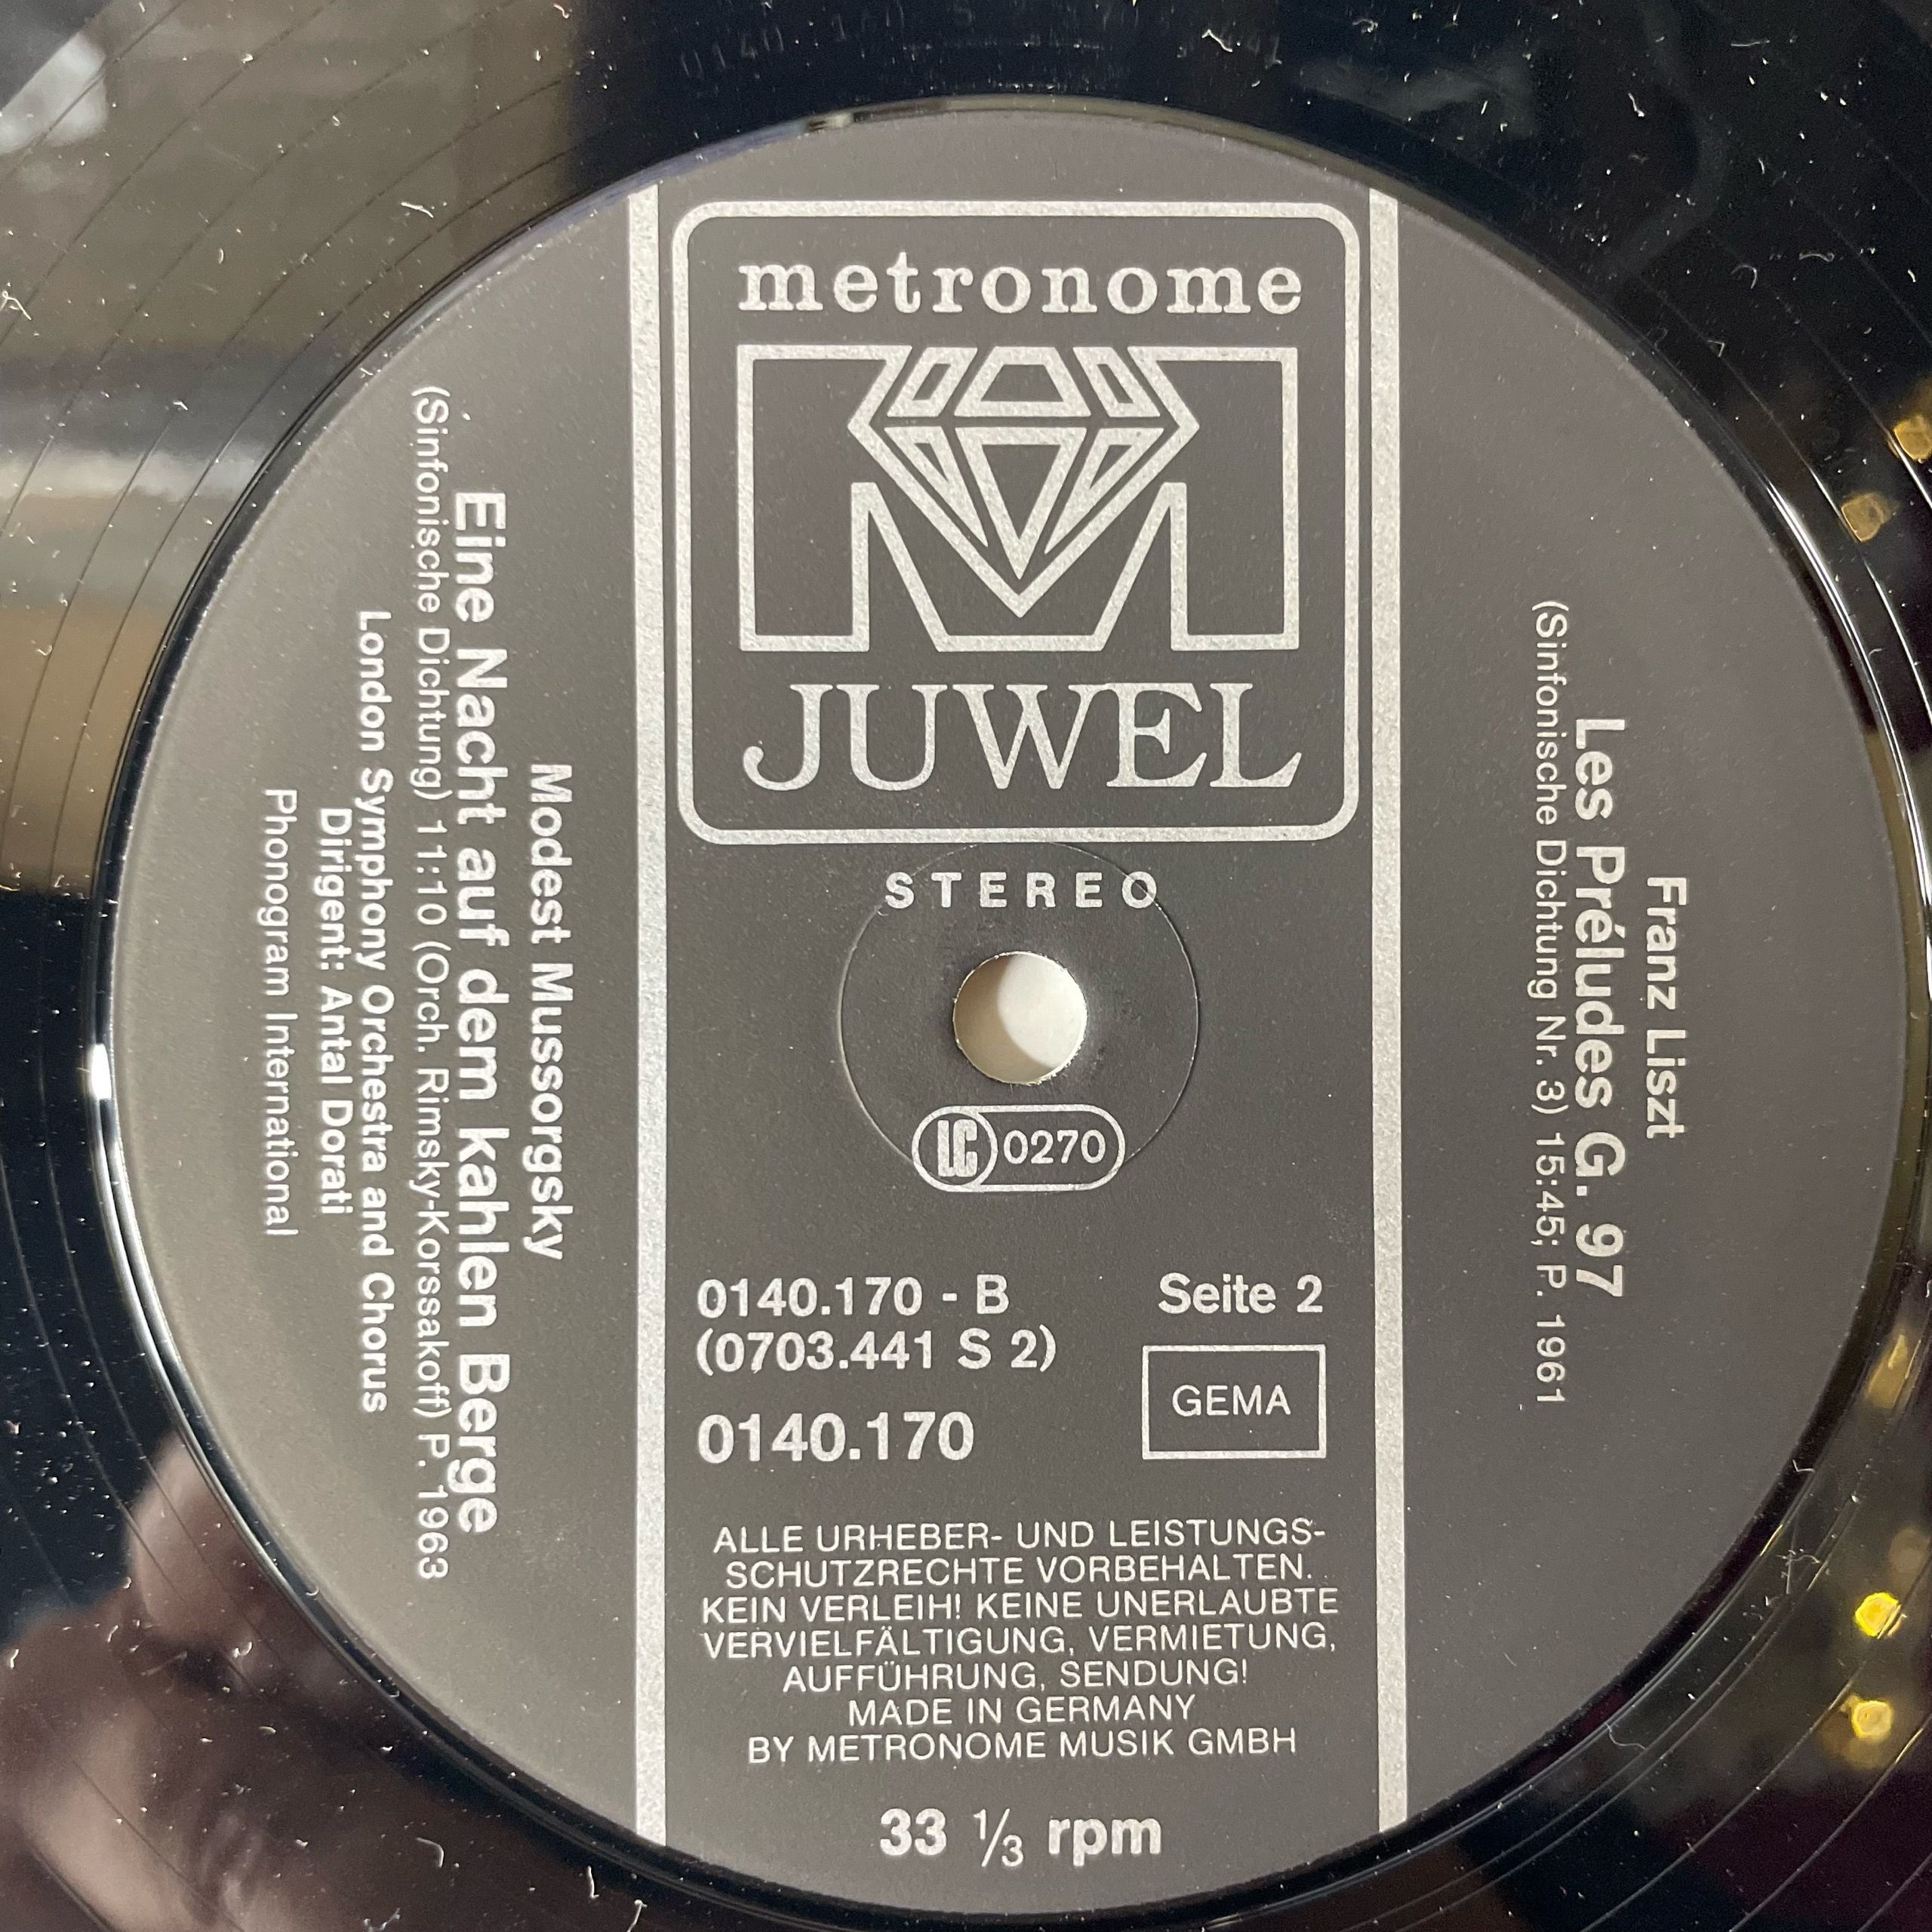 metronome
JUWEL
STEREO
LC 0270
0140.170 - B
(0703.441 S 2)
0140.170
Seite 2
GEMA
ALLE URHEBER- UND LEISTUNGS-
SCHUTZRECHTE VORBEHALTEN.
KEIN VERLEIH! KEINE UNERLAUBTE
VERVIELFÄLTIGUNG, VERMIETUNG,
AUFFÜHRUNG, SENDUNG!
MADE IN GERMANY
BY METRONOME MUSIK GMBH
33 ⅓ rpm
Franz Liszt
Les Préludes G. 97
(Sinfonische Dichtung Nr. 3) 15:45; P. 1961
Modest Mussorgsky
Eine Nacht auf dem kahlen Berge
(Sinfonische Dichtung) 11:10 (Orch. Rimsky-Korssakoff) P. 1963
London Symphony Orchestra and Chorus
Dirigent: Antal Dorati
Phonogram International